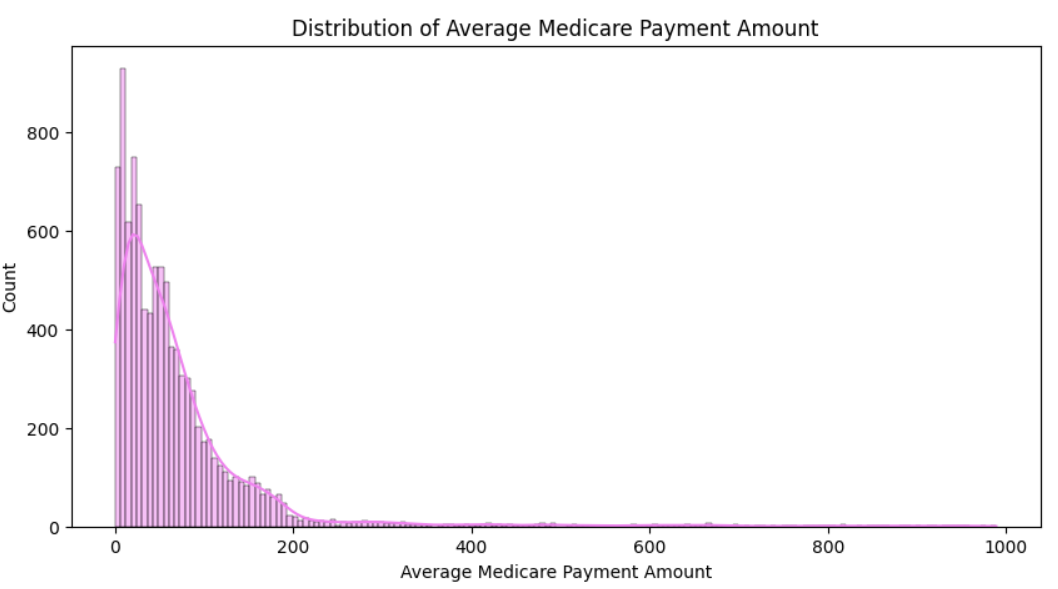 Distribution of Average Medicare Payment Amount
800
600
400
200
0
Count
0 200 400 600 800 1000
Average Medicare Payment Amount